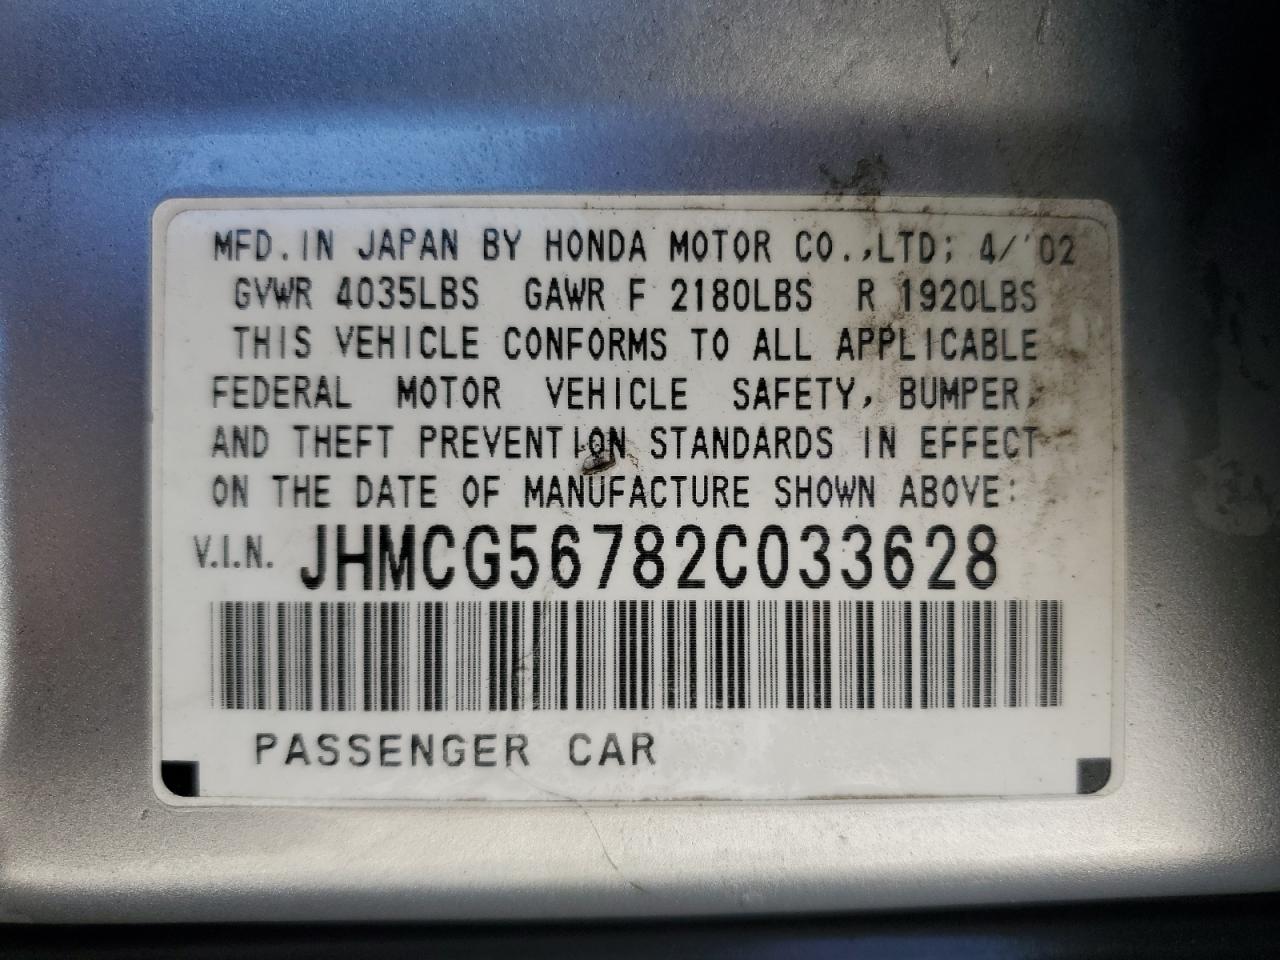 MFD. IN JAPAN BY HONDA MOTOR CO.,LTD; 4/'02
GVWR 4035LBS GAWR F 2180LBS R 1920LBS
THIS VEHICLE CONFORMS TO ALL APPLICABLE
FEDERAL MOTOR VEHICLE SAFETY, BUMPER,
AND THEFT PREVENTION STANDARDS IN EFFECT
ON THE DATE OF MANUFACTURE SHOWN ABOVE:
V.I.N. JHMCG56782C033628
PASSENGER CAR